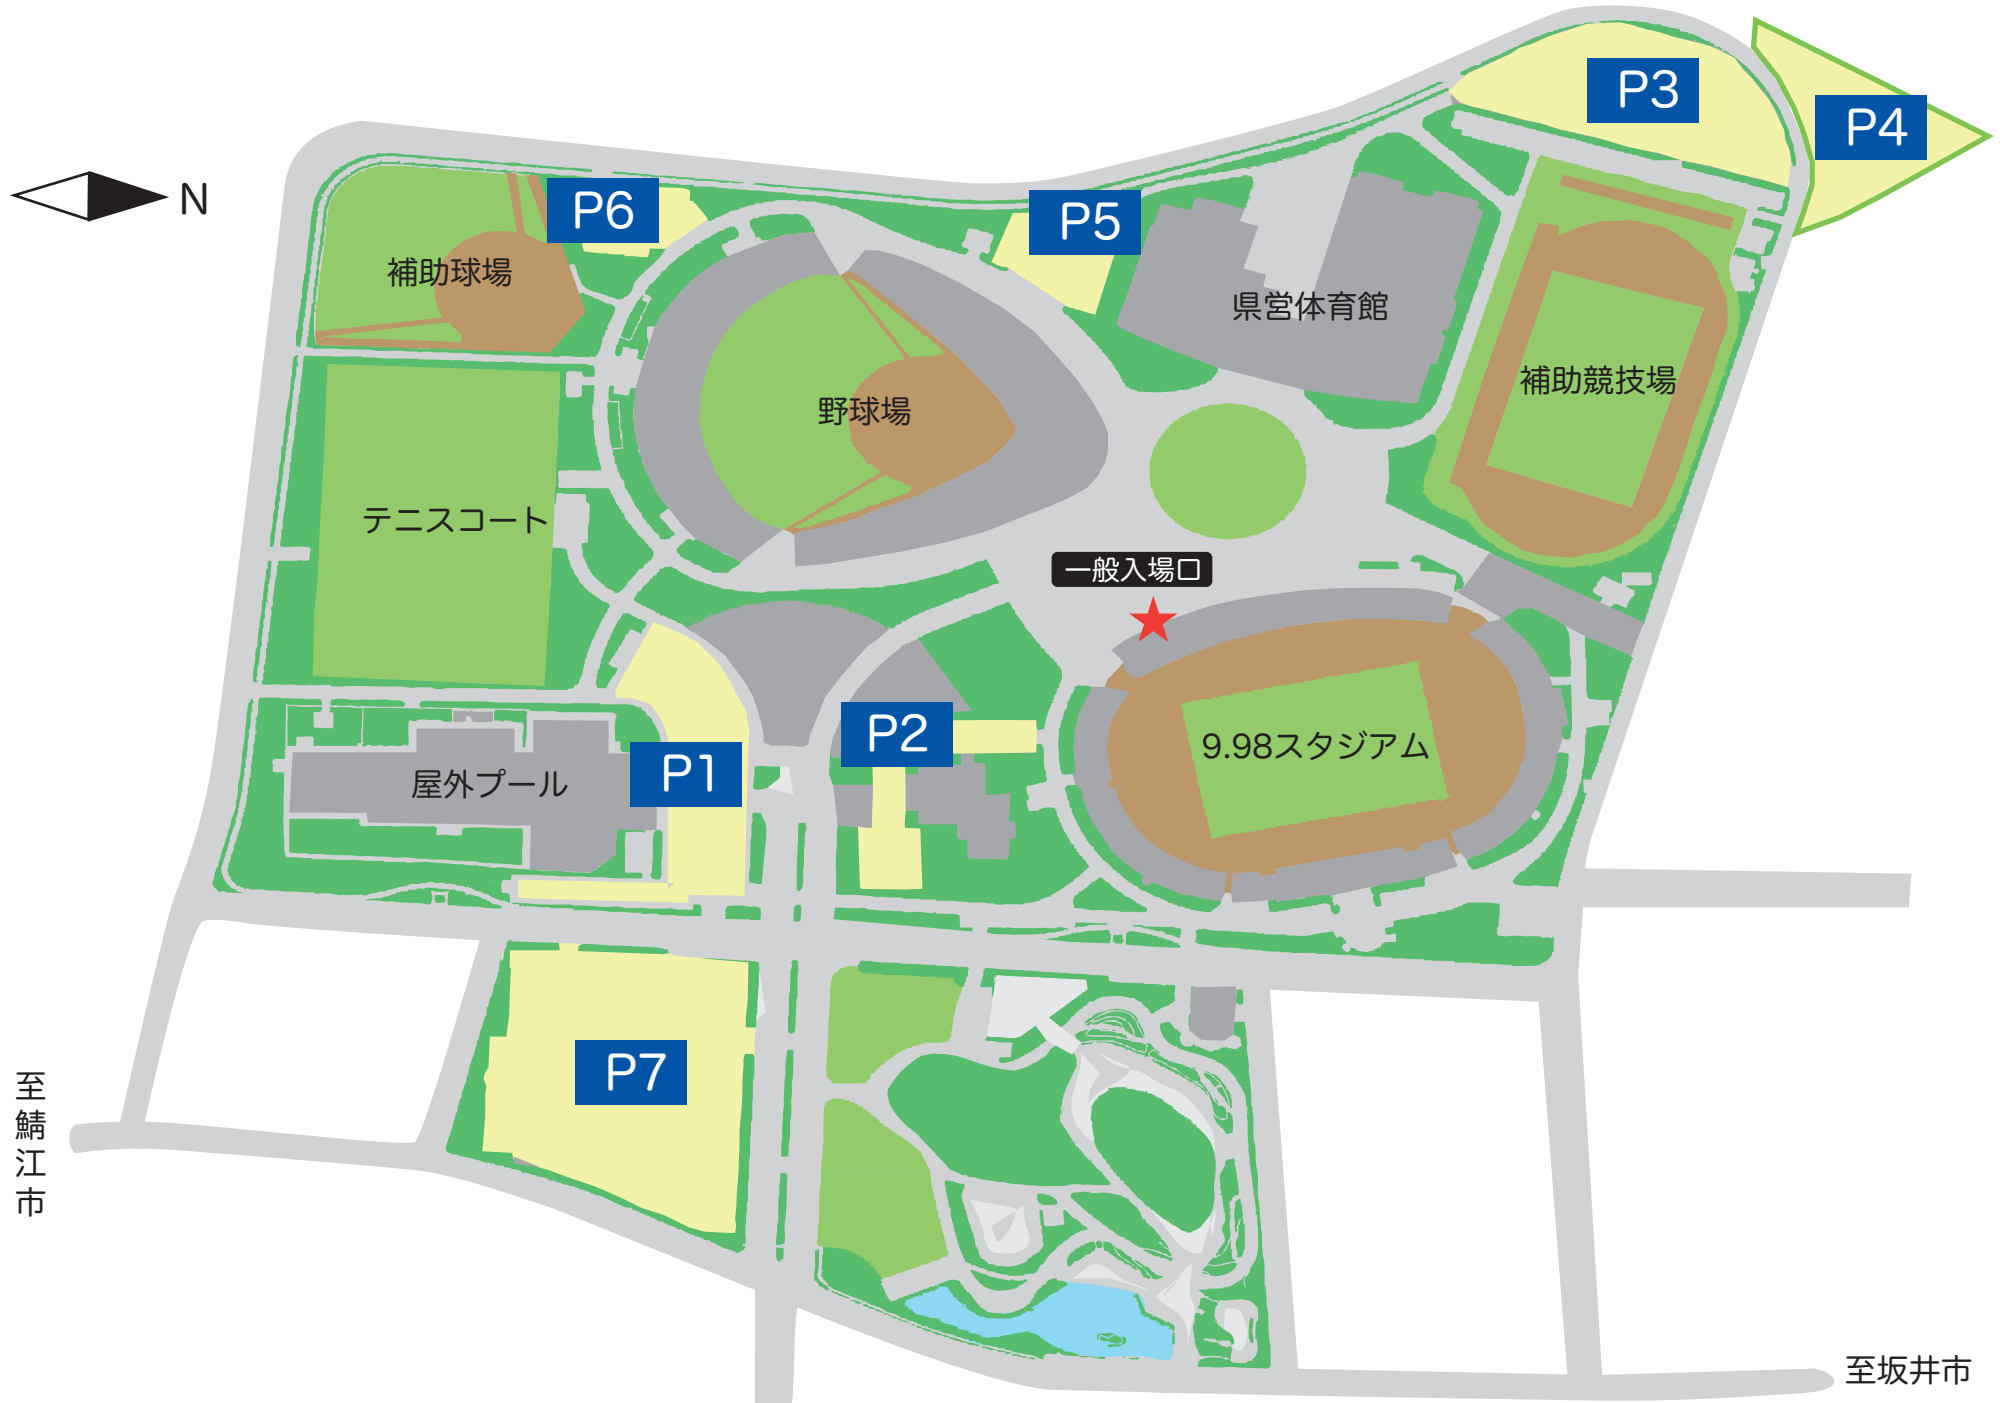 P3
P4
N
P6
P5
補助球場
県営体育館
補助競技場
野球場
テニスコート
一般入場口
P2
9.98スタジアム
P1
屋外プール
P7
至鯖江市
至坂井市